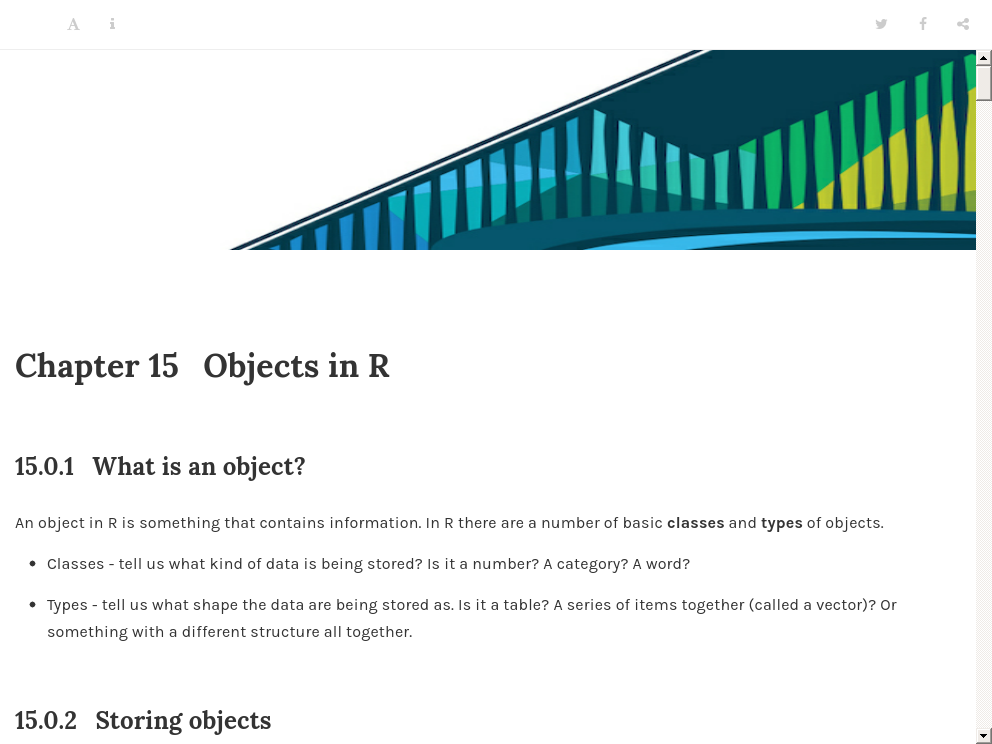 Chapter 15 Objects in R
15.0.1 What is an object?
An object in R is something that contains information. In R there are a number of basic classes and types of objects.
Classes - tell us what kind of data is being stored? Is it a number? A category? A word?
Types - tell us what shape the data are being stored as. Is it a table? A series of items together (called a vector)? Or
something with a different structure all together.
15.0.2 Storing objects